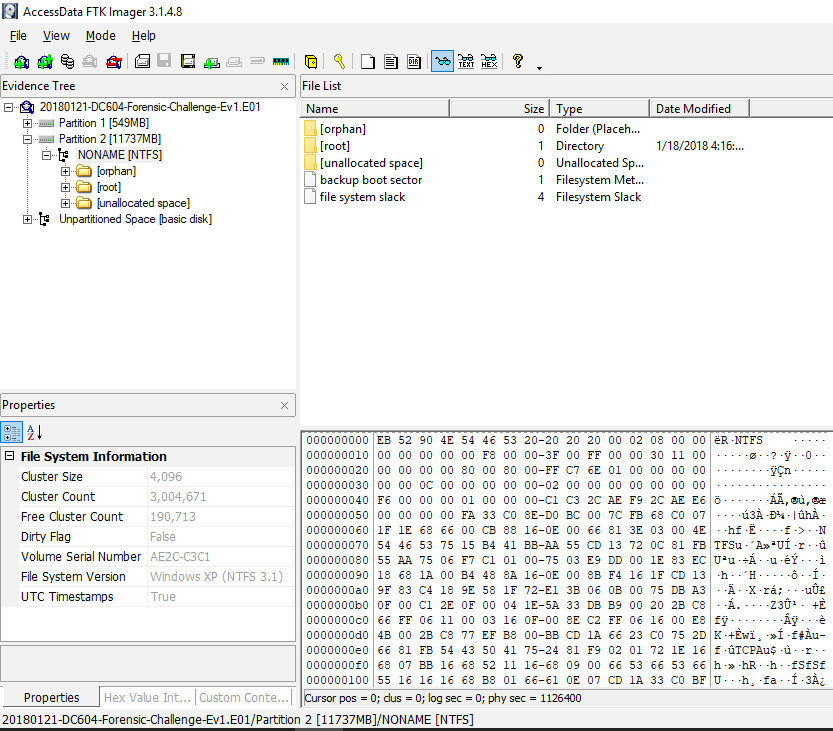 AccessData FTK Imager 3.1.4.8
File View Mode Help
Evidence Tree
20180121-DC604-Forensic-Challenge-Ev1.E01
Partition 1 [549MB]
Partition 2 [11737MB]
NONAME [NTFS]
[orphan]
[root]
[unallocated space]
Unpartitioned Space [basic disk]
File List
Name Size Type Date Modified
[orphan] 0 Folder (Placeh...
[root] 1 Directory 1/18/2018 4:16:...
[unallocated space] 0 Unallocated Sp...
backup boot sector 1 Filesystem Met...
file system slack 4 Filesystem Slack
Properties
File System Information
Cluster Size 4,096
Cluster Count 3,004,671
Free Cluster Count 190,713
Dirty Flag False
Volume Serial Number AE2C-C3C1
File System Version Windows XP (NTFS 3.1)
UTC Timestamps True
Properties Hex Value Int... Custom Conte...
000000000 EB 52 90 4E 54 46 53 20-20 20 20 00 02 08 00 00 ëR·NTFS ·····
000000010 00 00 00 00 00 F8 00 00-3F 00 FF 00 00 30 11 00 ·····ø··?·ÿ··0··
000000020 00 00 00 00 80 00 80 00-FF C7 6E 01 00 00 00 00
000000030 00 00 0C 00 00 00 00 00-02 00 00 00 00 00 00 00
000000040 F6 00 00 00 01 00 00 00-C1 C3 2C AE F9 2C AE E6
000000050 00 00 00 00 FA 33 C0 8E-D0 BC 00 7C FB 68 C0 07
000000060 1F 1E 68 66 00 CB 88 16-0E 00 66 81 3E 03 00 4E
000000070 54 46 53 75 15 B4 41 BB-AA 55 CD 13 72 0C 81 FB
000000080 55 AA 75 06 F7 C1 01 00-75 03 E9 DD 00 1E 83 EC
000000090 18 68 1A 00 B4 48 8A 16-0E 00 8B F4 16 1F CD 13
0000000a0 9F 83 C4 18 9E 58 1F 72-E1 3B 06 0B 00 75 DB A3
0000000b0 0F 00 C1 2E 0F 00 04 1E-5A 33 DB B9 00 20 2B C8
0000000c0 66 FF 06 11 00 03 16 0F-00 8E C2 FF 06 16 00 E8
0000000d0 4B 00 2B C8 77 EF B8 00-BB CD 1A 66 23 C0 75 2D
0000000e0 66 81 FB 54 43 50 41 75-24 81 F9 02 01 72 1E 16
0000000f0 68 07 BB 16 68 52 11 16-68 09 00 66 53 66 53 66
000000100 55 16 16 16 68 B8 01 66-61 0E 07 CD 1A 33 C0 BF
Cursor pos = 0; clus = 0; log sec = 0; phy sec = 1126400
20180121-DC604-Forensic-Challenge-Ev1.E01/Partition 2 [11737MB]/NONAME [NTFS]